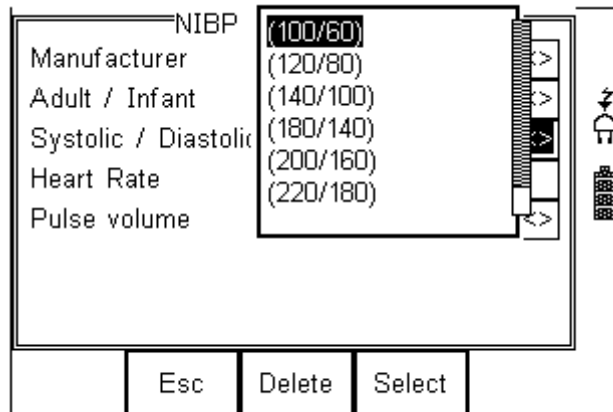 NIBP
(100/60)
Manufacturer
<>
(120/80)
Adult / Infant
<>
(140/100)
Systolic / Diastolic
<>
(180/140)
Heart Rate
(200/160)
Pulse volume
<>
(220/180)
Esc
Delete
Select